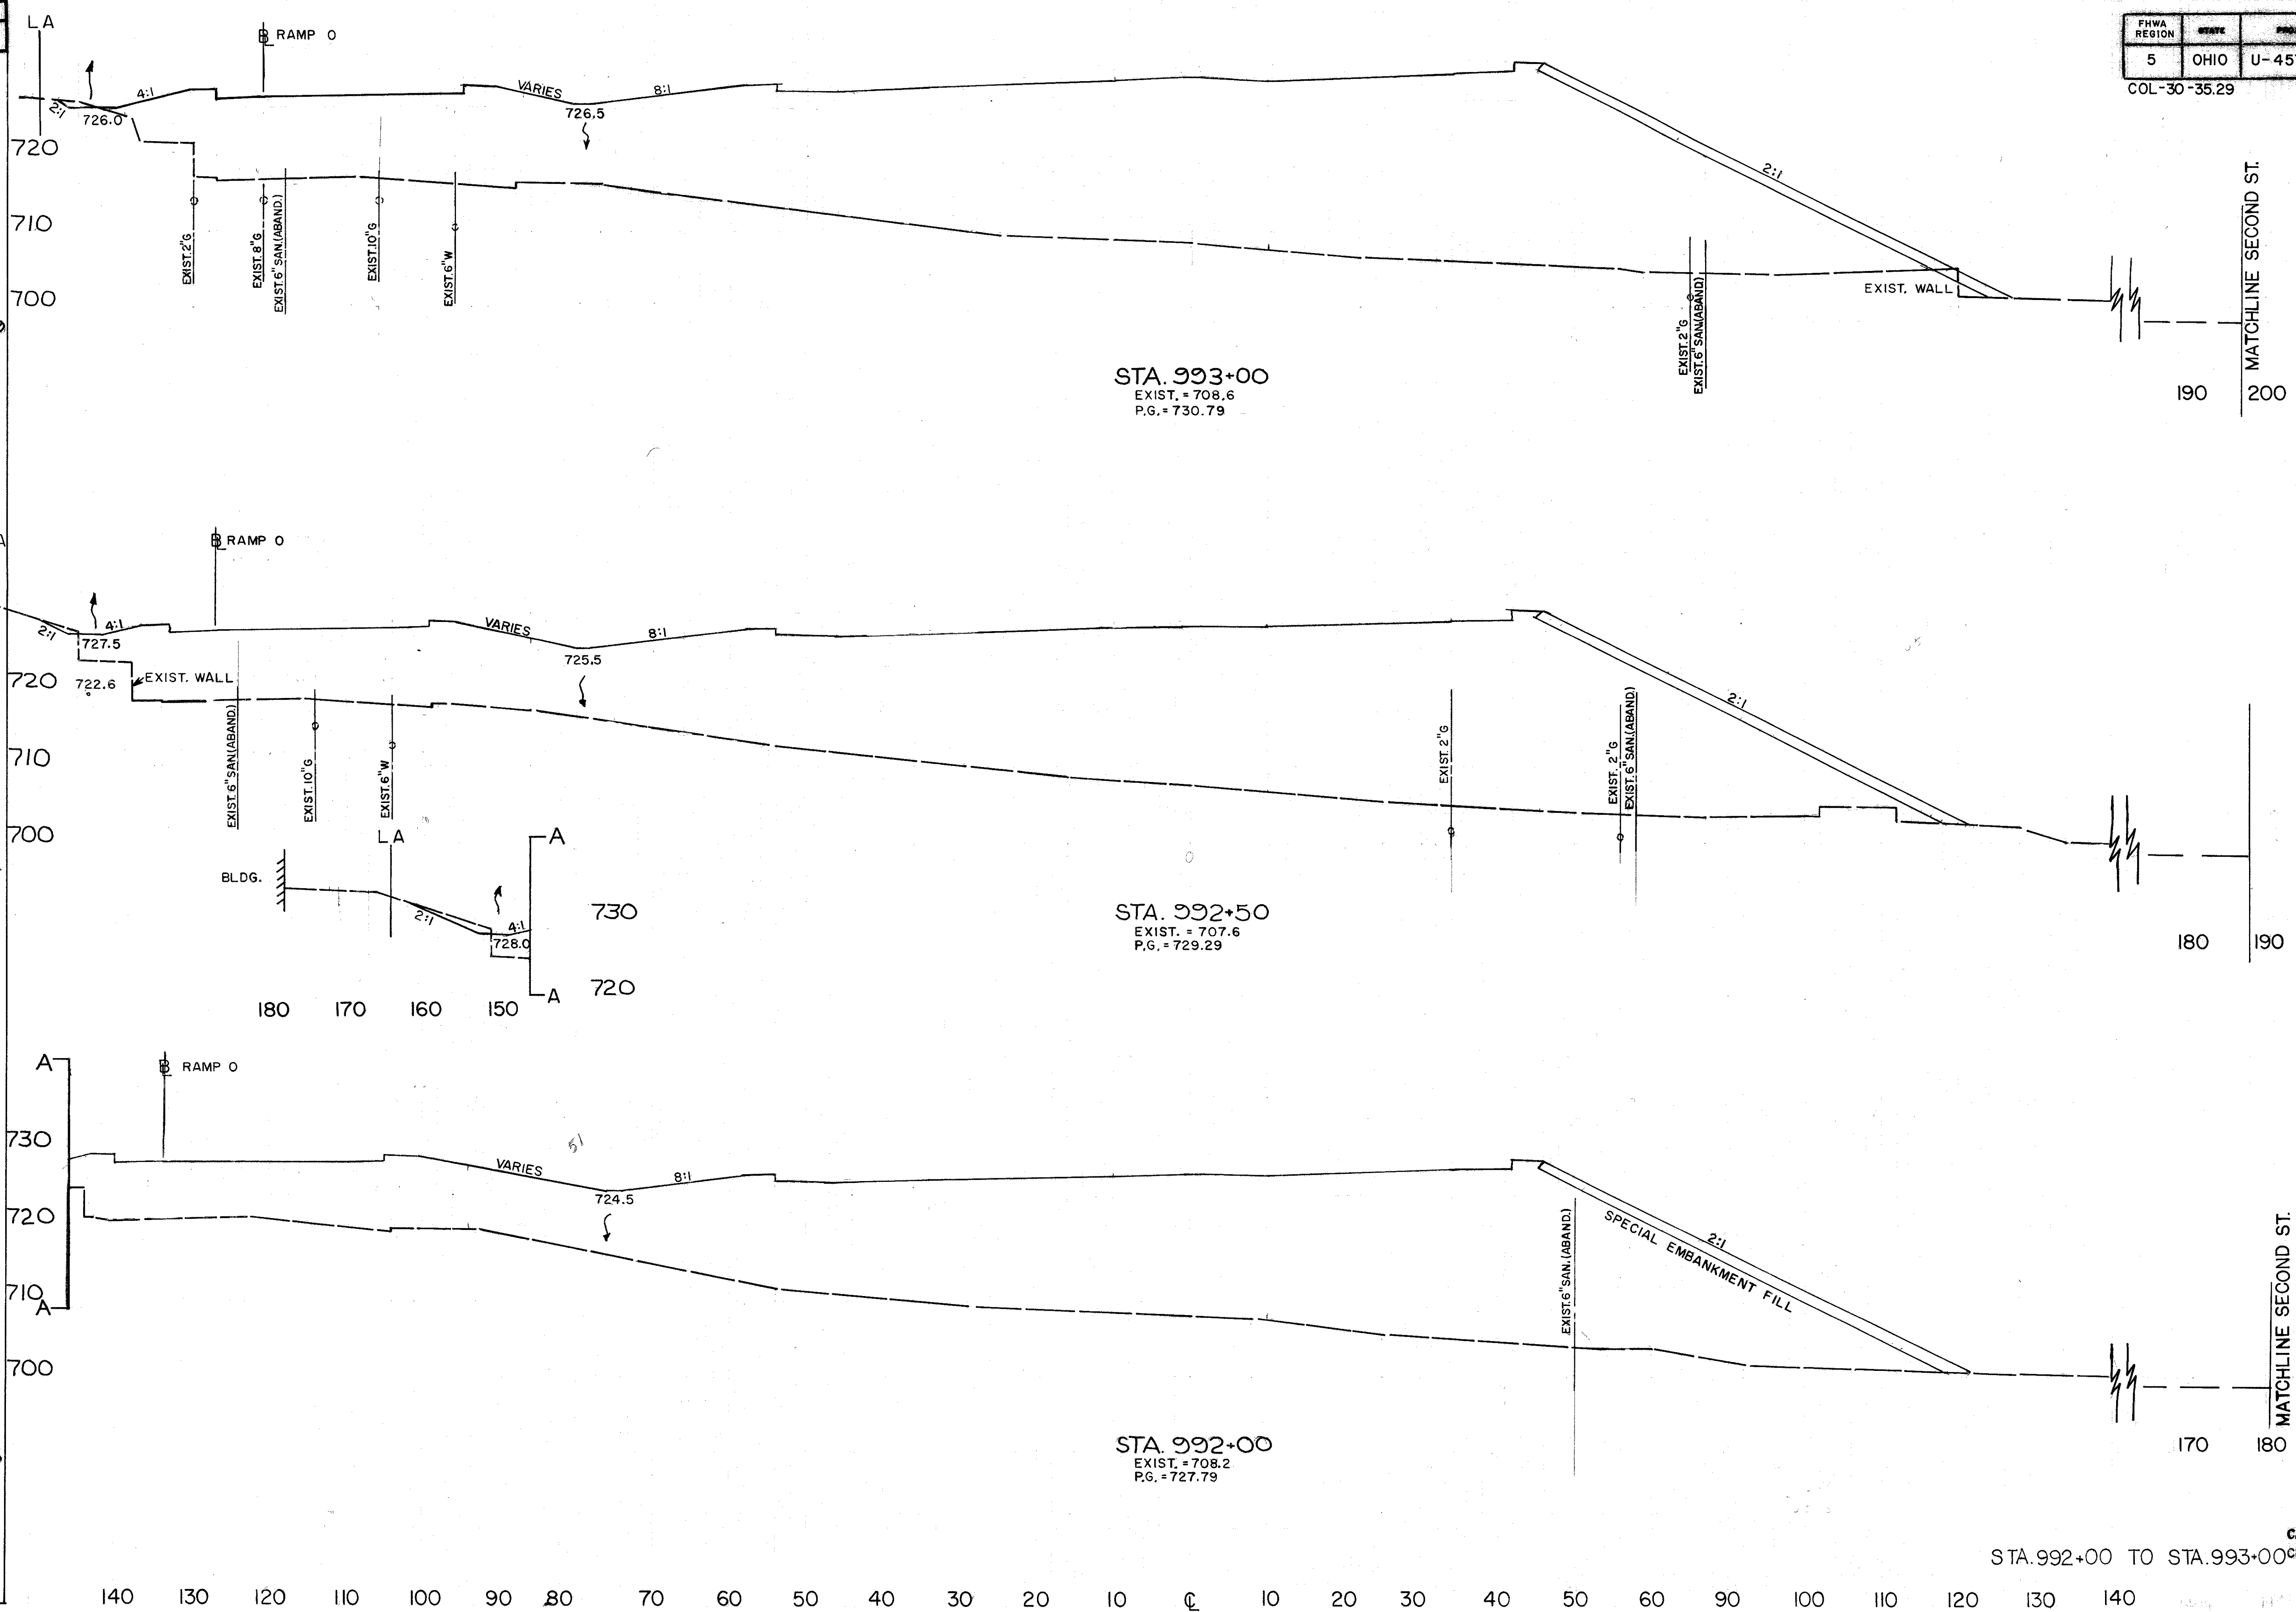 LA
B RAMP O
FHWA REGION STATE
5 OHIO U-45
COL-30-35.29
2:1
726.0
4:1
VARIES
726.5
8:1
2:1
720
710
700
EXIST.2"G
EXIST.8"G
EXIST.6"SAN.(ABAND.)
EXIST.10"G
EXIST.6"W
EXIST.2"G
EXIST.6"SAN.(ABAND)
EXIST. WALL
MATCHLINE SECOND ST.
190 200
STA. 993+00
EXIST. = 708.6
P.G. = 730.79
B RAMP O
2:1
4:1
727.5
VARIES
725.5
8:1
2:1
720
722.6
EXIST. WALL
710
700
EXIST.6"SAN.(ABAND.)
EXIST.10"G
EXIST.6"W
EXIST.2"G
EXIST. 2"G
EXIST.6"SAN.(ABAND.)
LA
A
BLDG.
2:1
4:1
728.0
730
720
A
180 170 160 150
STA. 992+50
EXIST. = 707.6
P.G. = 729.29
180 190
A
B RAMP O
730
VARIES
724.5
8:1
51
720
710
A
700
EXIST.6"SAN.(ABAND.)
2:1
SPECIAL EMBANKMENT FILL
MATCHLINE SECOND ST.
170 180
STA. 992+00
EXIST. = 708.2
P.G. = 727.79
STA.992+00 TO STA.993+00
140 130 120 110 100 90 80 70 60 50 40 30 20 10 ℄ 10 20 30 40 50 60 70 80 90 100 110 120 130 140